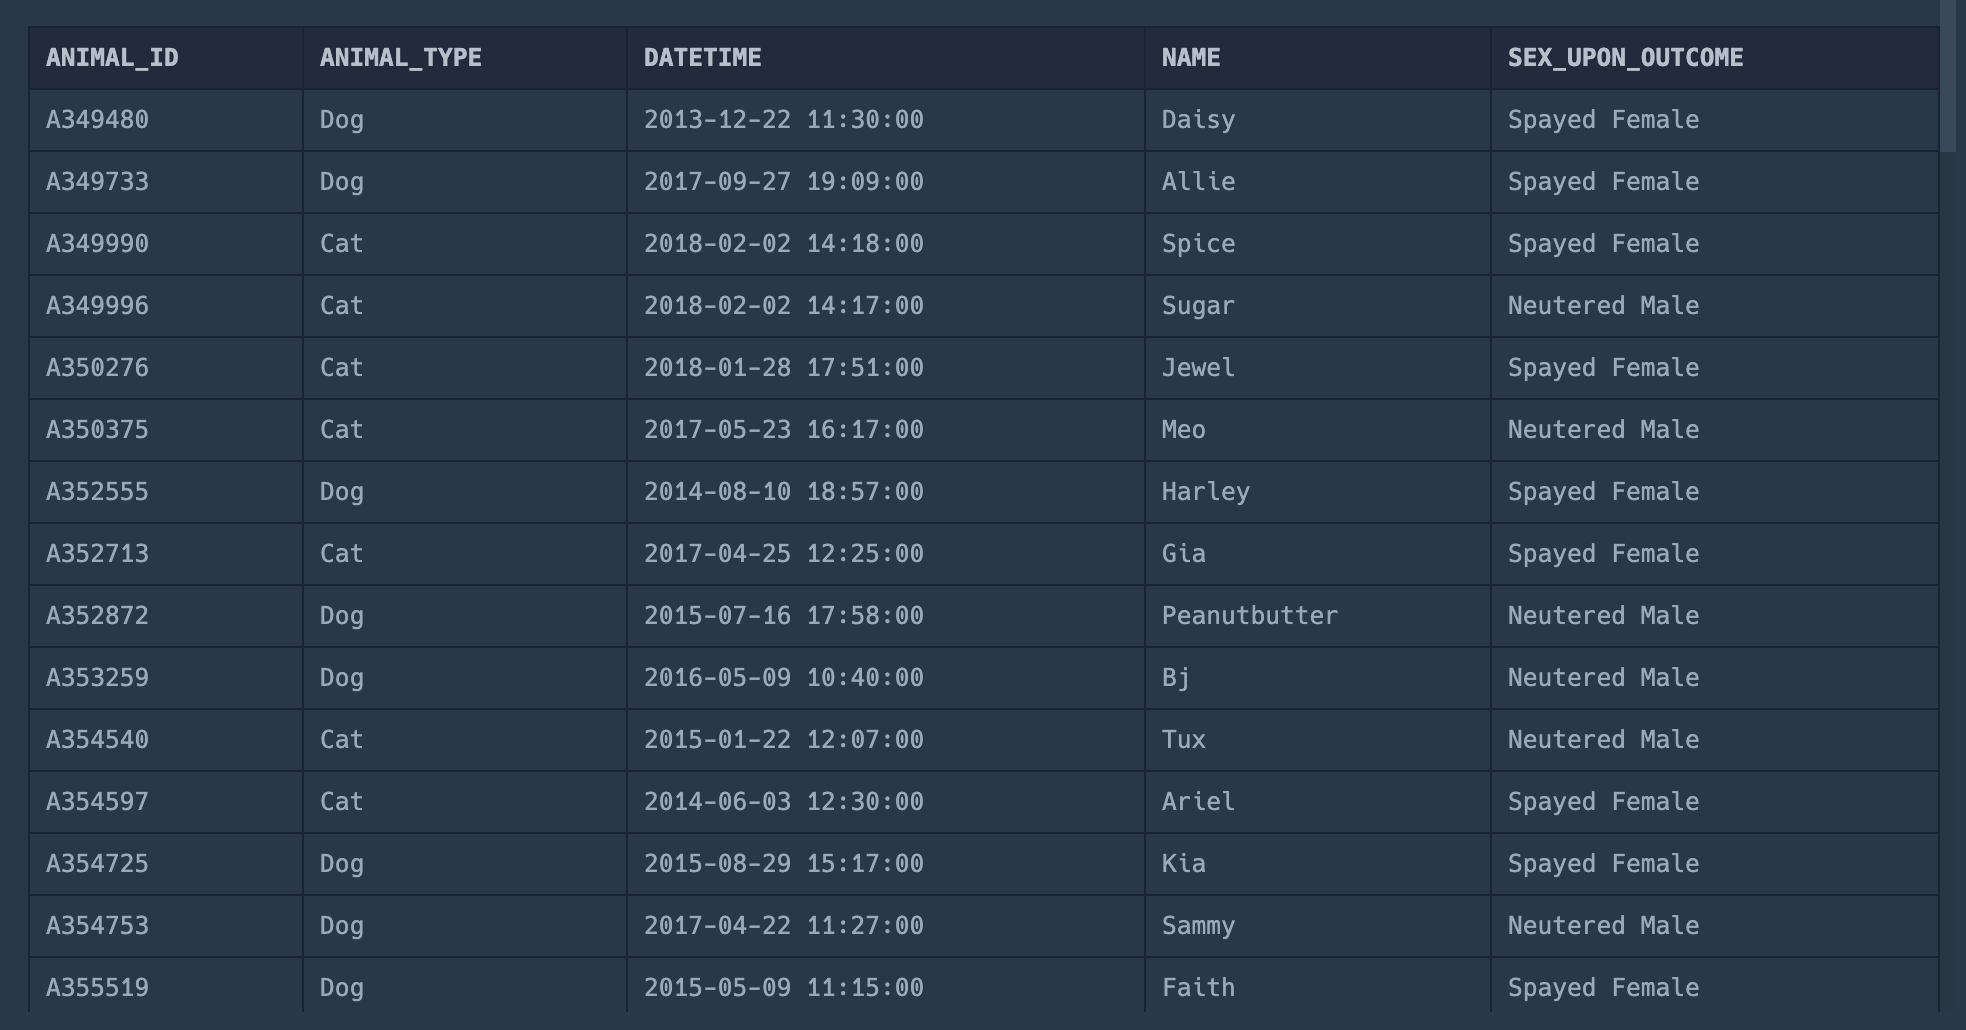 ANIMAL_ID ANIMAL_TYPE DATETIME NAME SEX_UPON_OUTCOME
A349480 Dog 2013-12-22 11:30:00 Daisy Spayed Female
A349733 Dog 2017-09-27 19:09:00 Allie Spayed Female
A349990 Cat 2018-02-02 14:18:00 Spice Spayed Female
A349996 Cat 2018-02-02 14:17:00 Sugar Neutered Male
A350276 Cat 2018-01-28 17:51:00 Jewel Spayed Female
A350375 Cat 2017-05-23 16:17:00 Meo Neutered Male
A352555 Dog 2014-08-10 18:57:00 Harley Spayed Female
A352713 Cat 2017-04-25 12:25:00 Gia Spayed Female
A352872 Dog 2015-07-16 17:58:00 Peanutbutter Neutered Male
A353259 Dog 2016-05-09 10:40:00 Bj Neutered Male
A354540 Cat 2015-01-22 12:07:00 Tux Neutered Male
A354597 Cat 2014-06-03 12:30:00 Ariel Spayed Female
A354725 Dog 2015-08-29 15:17:00 Kia Spayed Female
A354753 Dog 2017-04-22 11:27:00 Sammy Neutered Male
A355519 Dog 2015-05-09 11:15:00 Faith Spayed Female